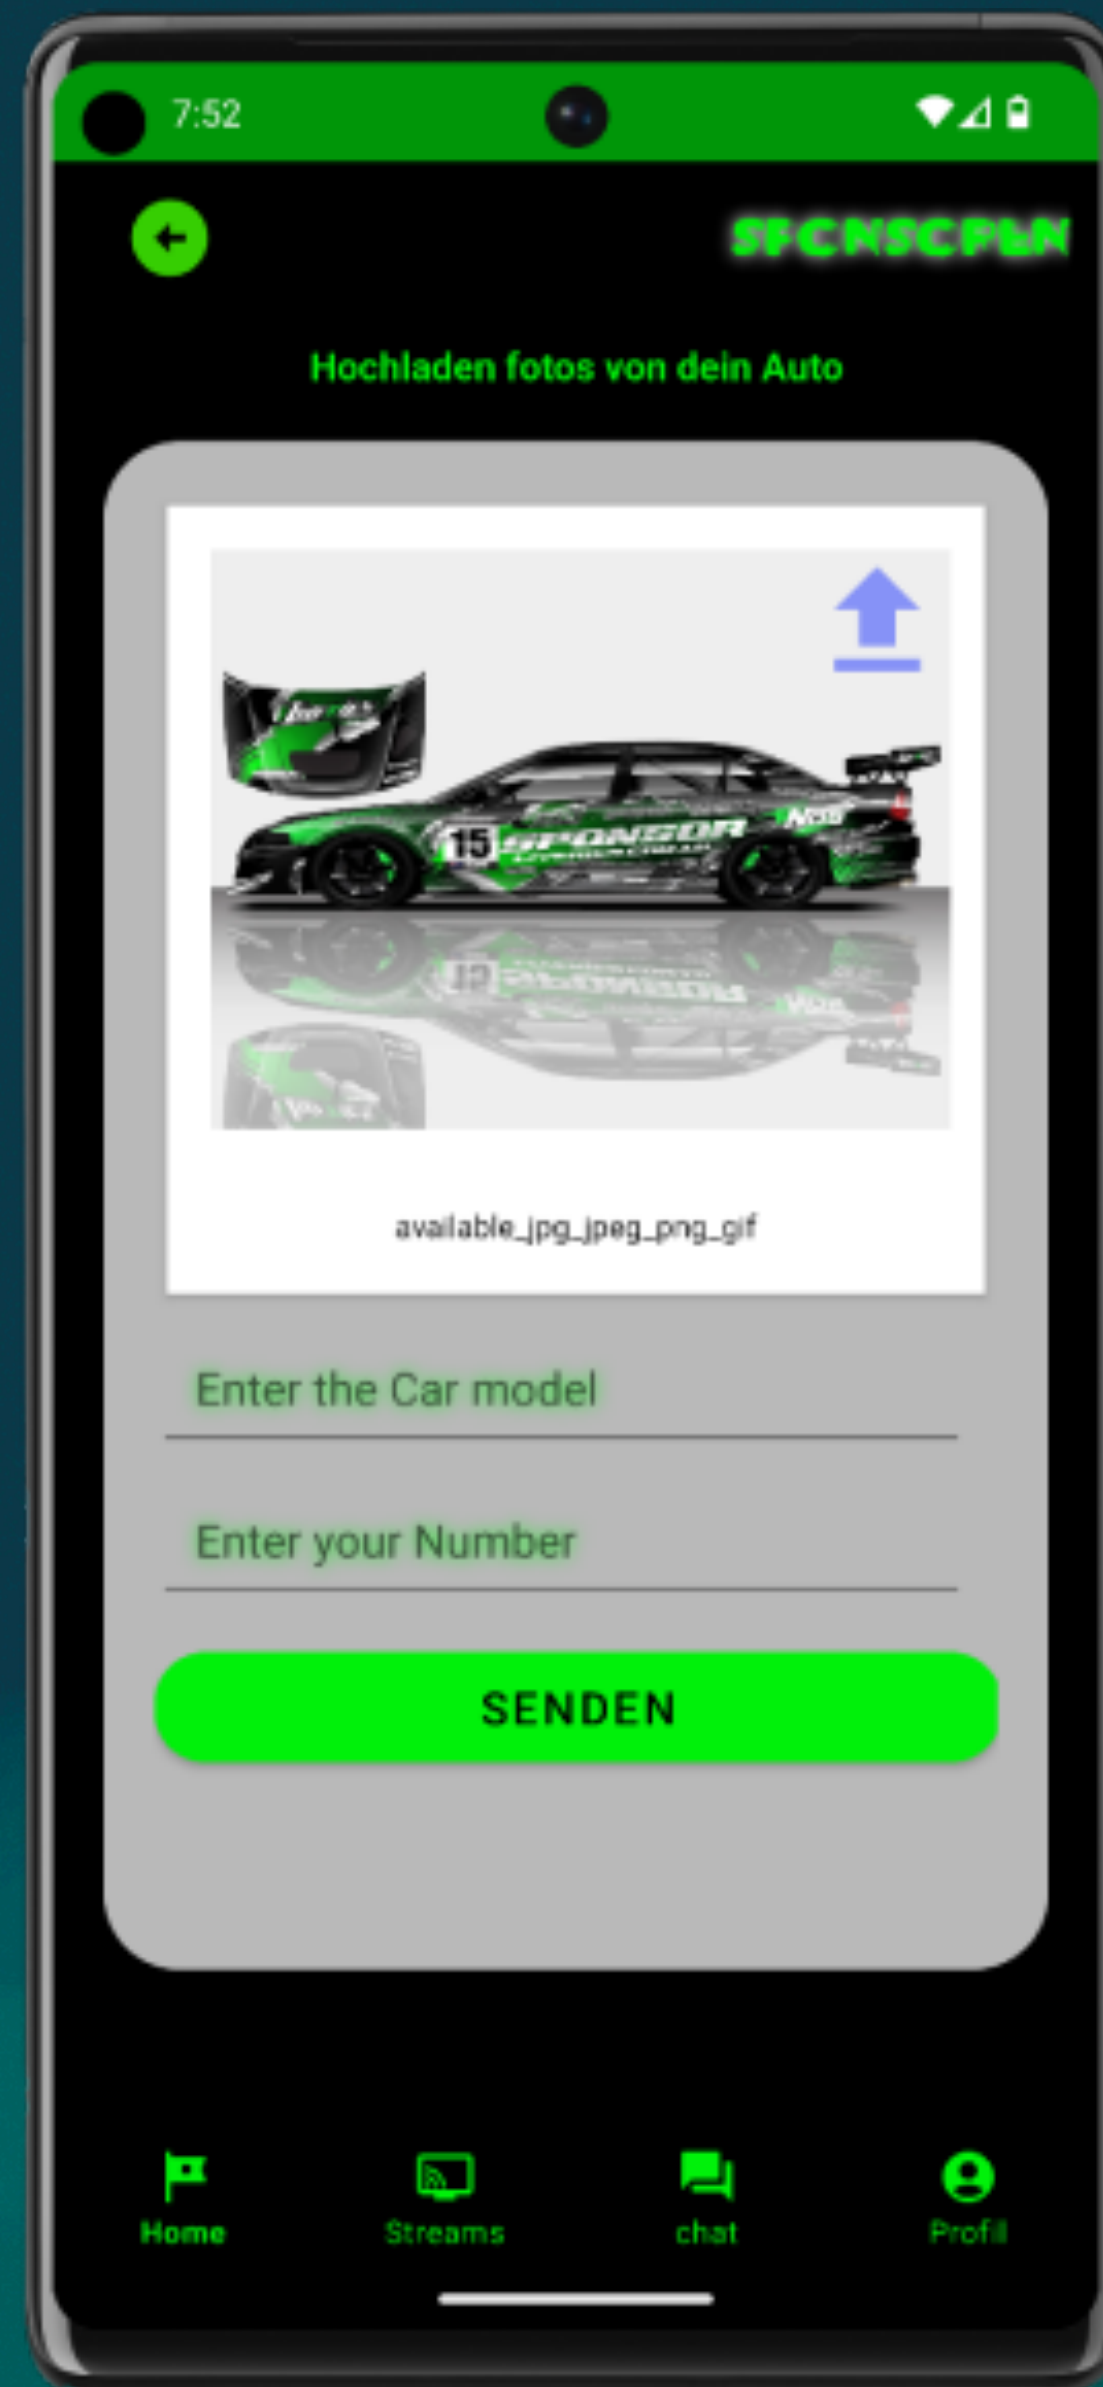 7:52
Hochladen fotos von dein Auto
15 SPONSOR
available_jpg_jpeg_png_gif
Enter the Car model
Enter your Number
SENDEN
Home
Streams
chat
Profil